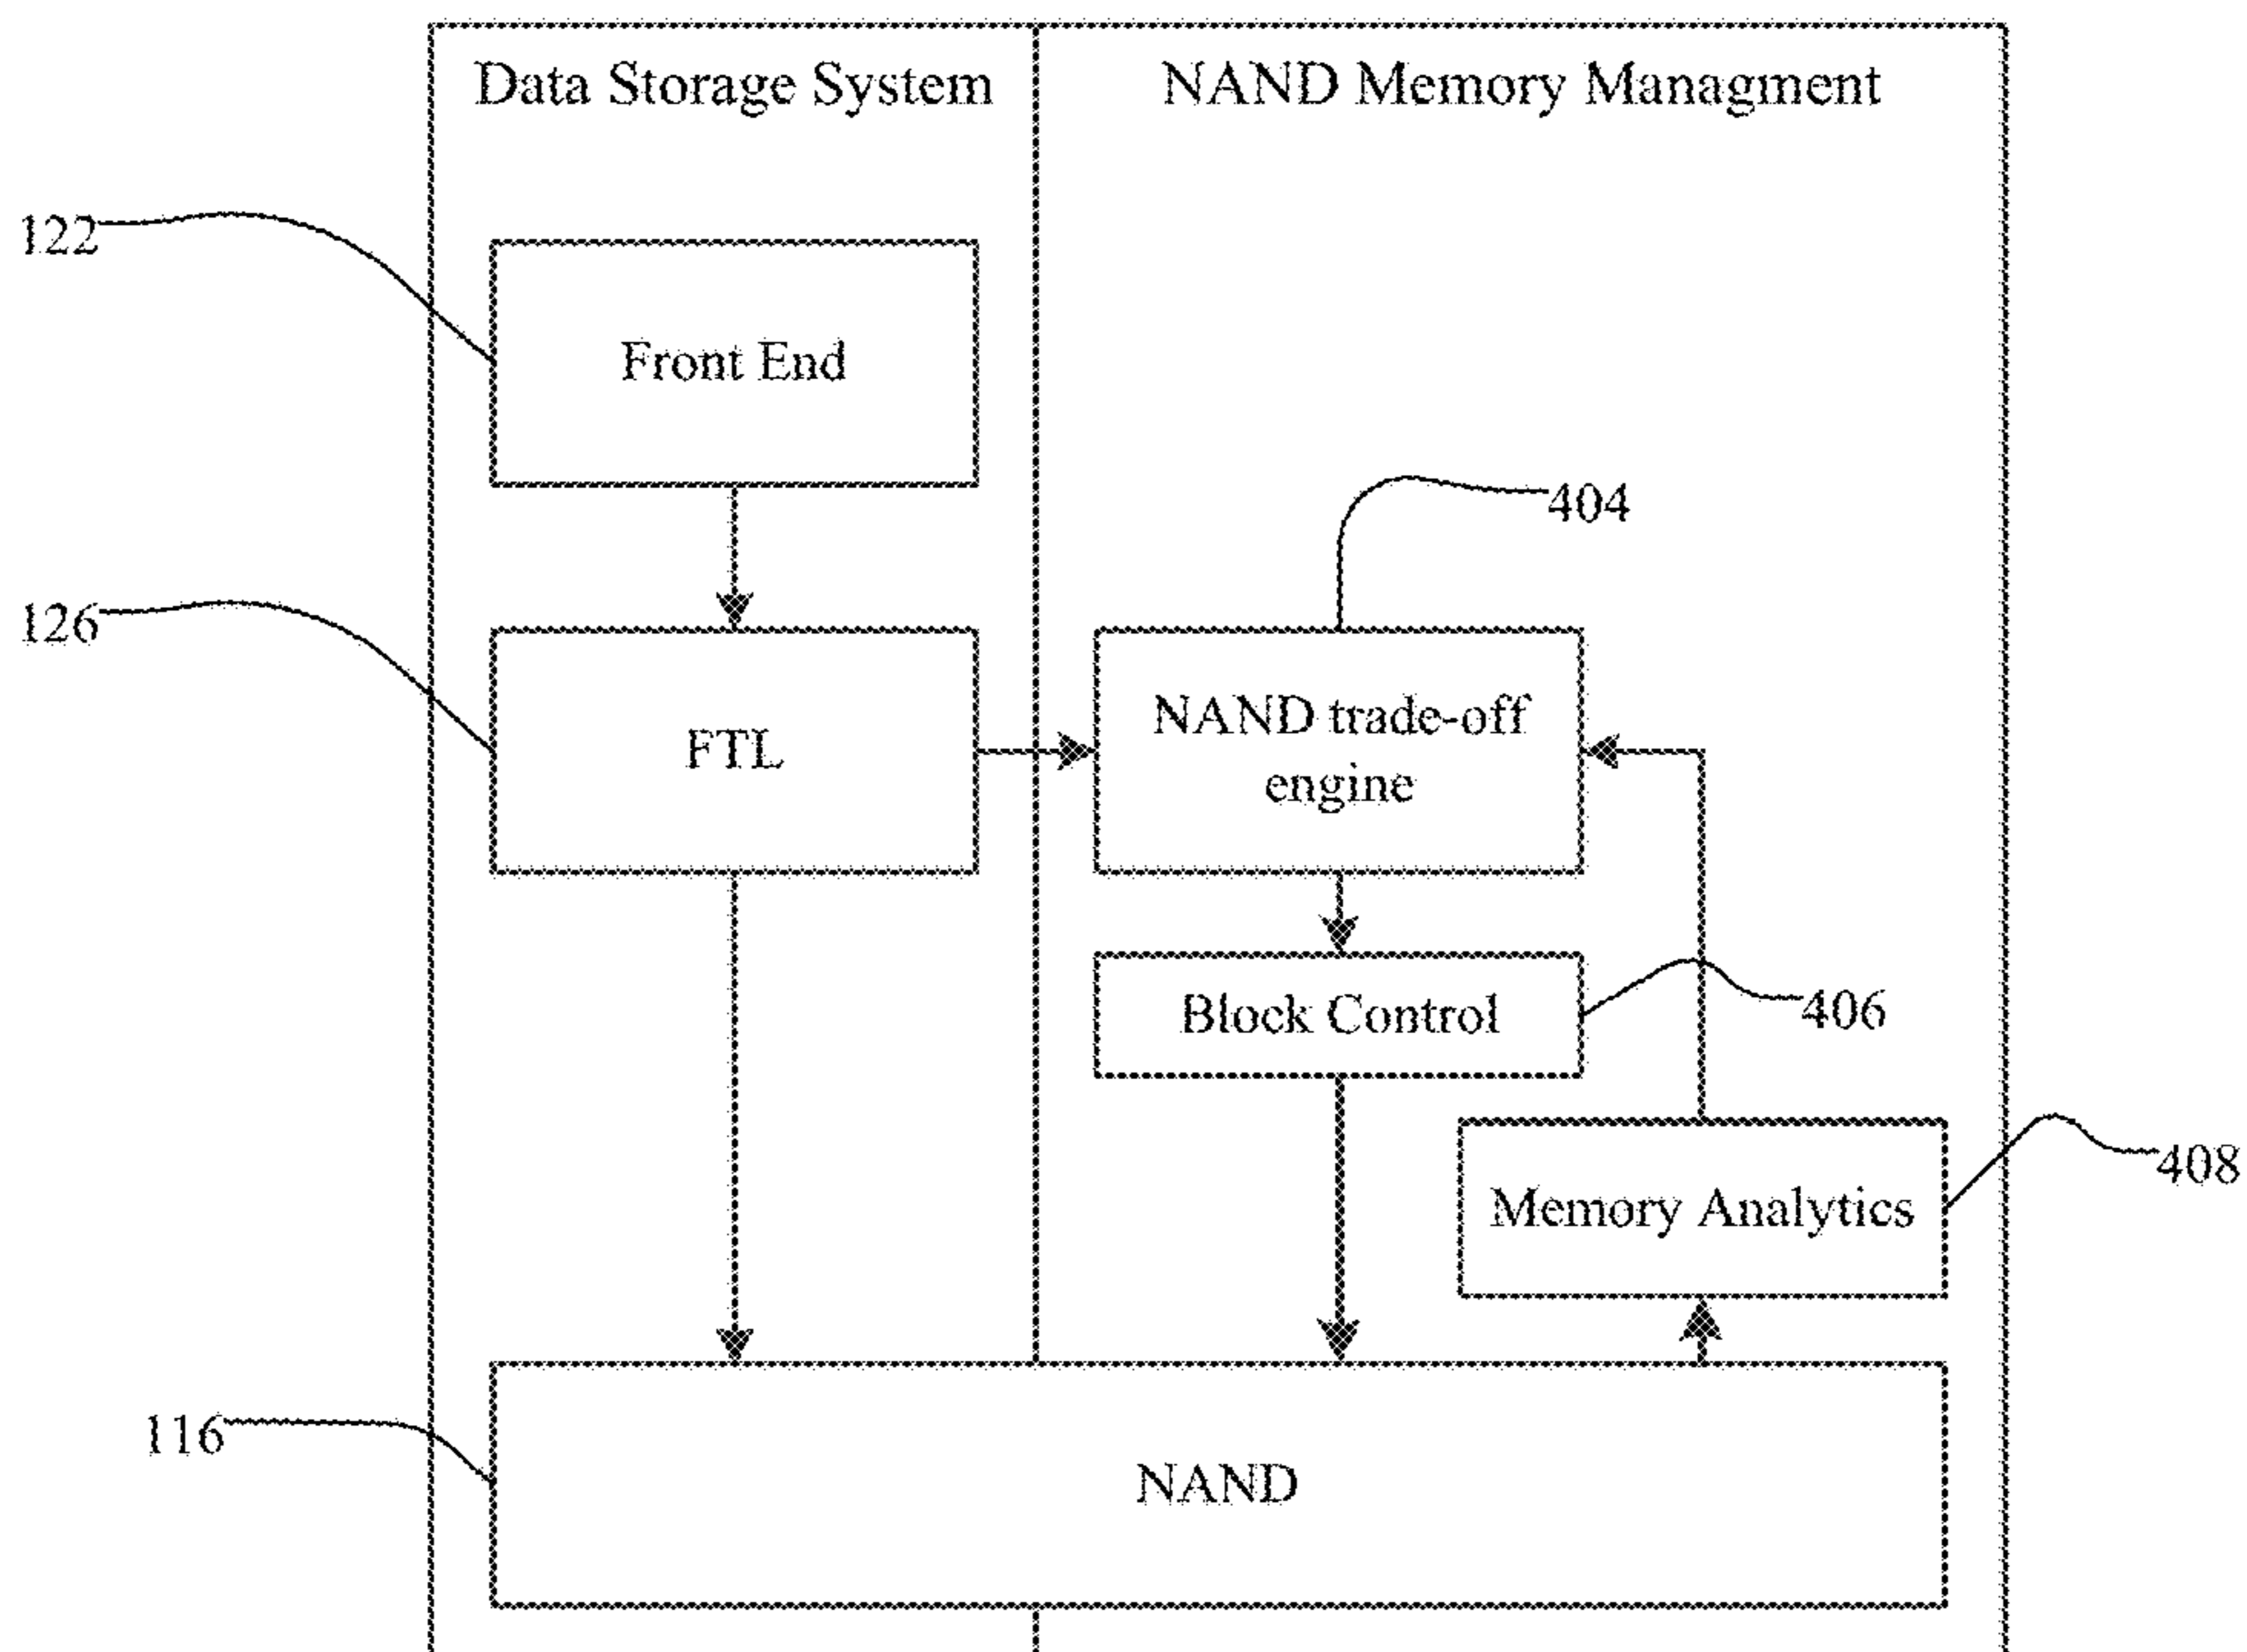 Data Storage System
NAND Memory Managment
122
Front End
404
126
FTL
NAND trade-off
engine
Block Control
406
Memory Analytics
408
116
NAND